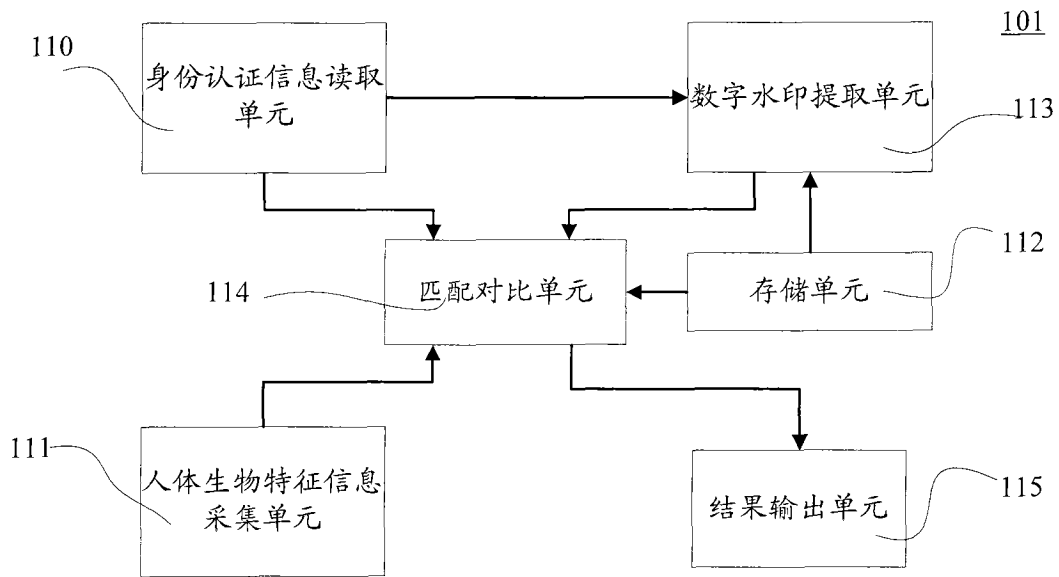 101
110
身份认证信息读取
单元
数字水印提取单元
113
112
114
匹配对比单元
存储单元
111
人体生物特征信息
采集单元
115
结果输出单元